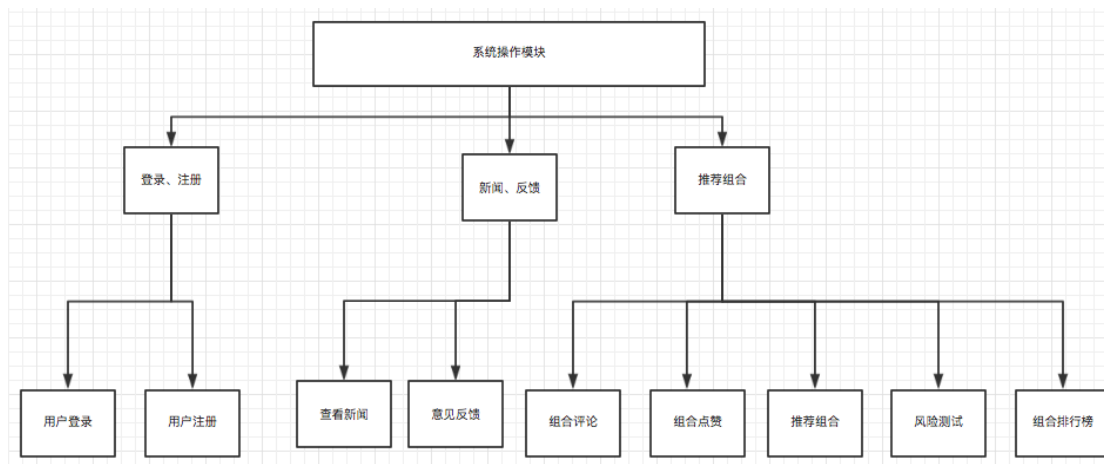 系统操作模块
登录、注册
新闻、反馈
推荐组合
用户登录
用户注册
查看新闻
意见反馈
组合评论
组合点赞
推荐组合
风险测试
组合排行榜